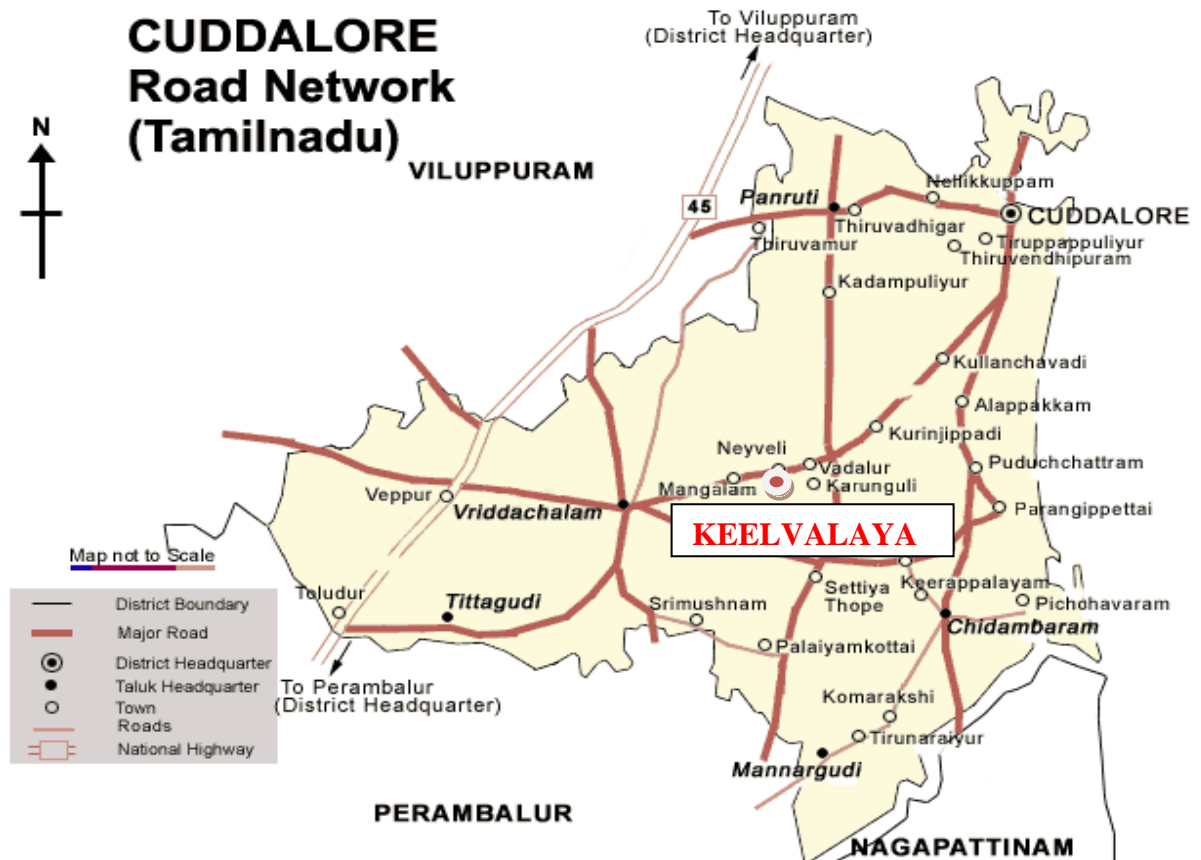 CUDDALORE
Road Network
(Tamilnadu)
To Viluppuram
(District Headquarter)
N
VILUPPURAM
45
Panruti
Nellikkuppam
CUDDALORE
Thiruvadhigar
Thiruvamur
Tiruppappuliyur
Thiruvendhipuram
Kadampuliyur
Kullanchavadi
Alappakkam
Kurinjippadi
Neyveli
Vadalur
Puduchchattram
Mangalam
Karunguli
Veppur
Vriddachalam
Parangippettai
KEELVALAYA
Map not to Scale
Toludur
Tittagudi
Srimushnam
Settiya
Thope
Keerappalayam
Pichohavaram
Chidambaram
Palaiyamkottai
District Boundary
Major Road
District Headquarter
Taluk Headquarter
Town
Roads
National Highway
To Perambalur
(District Headquarter)
Komarakshi
Tirunaraiyur
Mannargudi
PERAMBALUR
NAGAPATTINAM